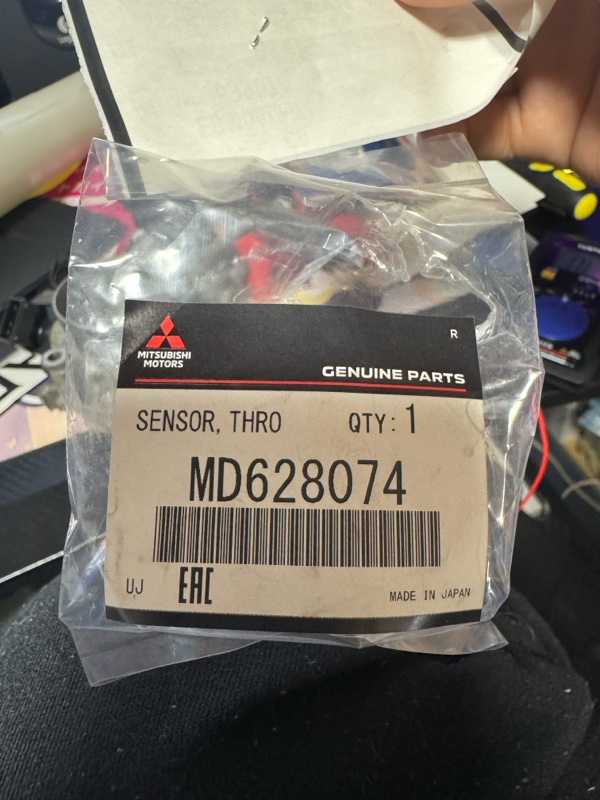 R
MITSUBISHI
MOTORS
GENUINE PARTS
SENSOR, THRO QTY: 1
MD628074
UJ EAC MADE IN JAPAN